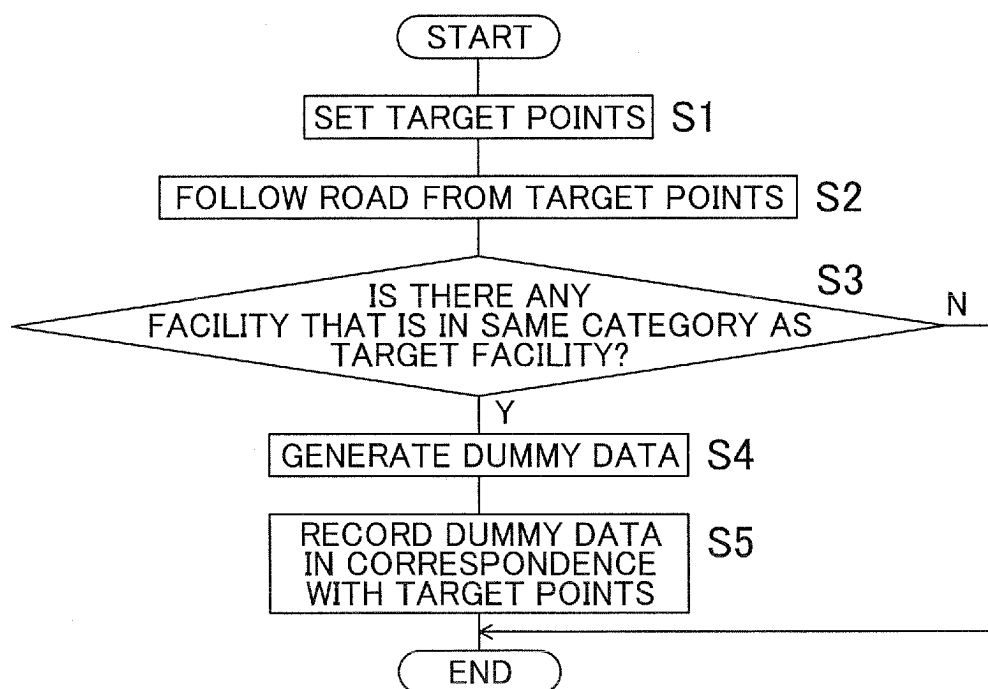 START
SET TARGET POINTS S1
FOLLOW ROAD FROM TARGET POINTS S2
S3
IS THERE ANY
FACILITY THAT IS IN SAME CATEGORY AS
TARGET FACILITY?
N
Y
GENERATE DUMMY DATA S4
RECORD DUMMY DATA
IN CORRESPONDENCE
WITH TARGET POINTS
S5
END